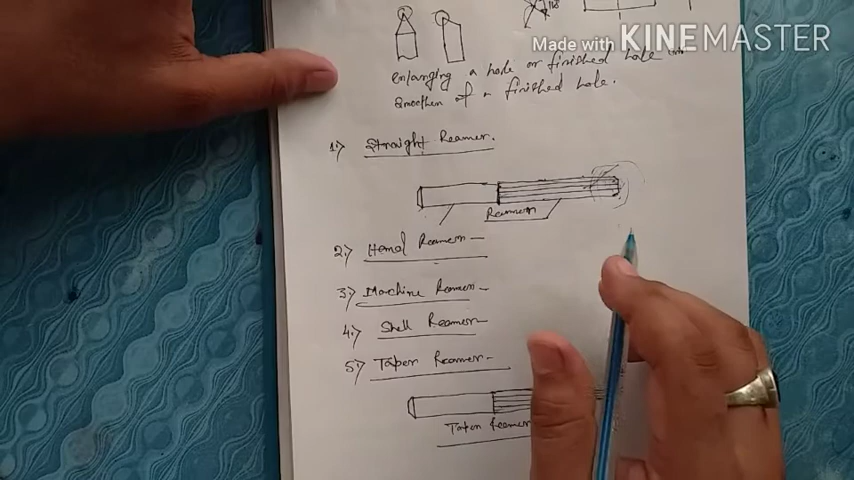 Made with KINEMASTER
enlarging a hole or finished hole
Smoothen of a finished hole.
1.) Straight Reamer.
Reamer
2.) Hend Reamer -
3.) Machine Reamer -
4.) Shell Reamer -
5.) Taper Reamer -
Taper Reamer